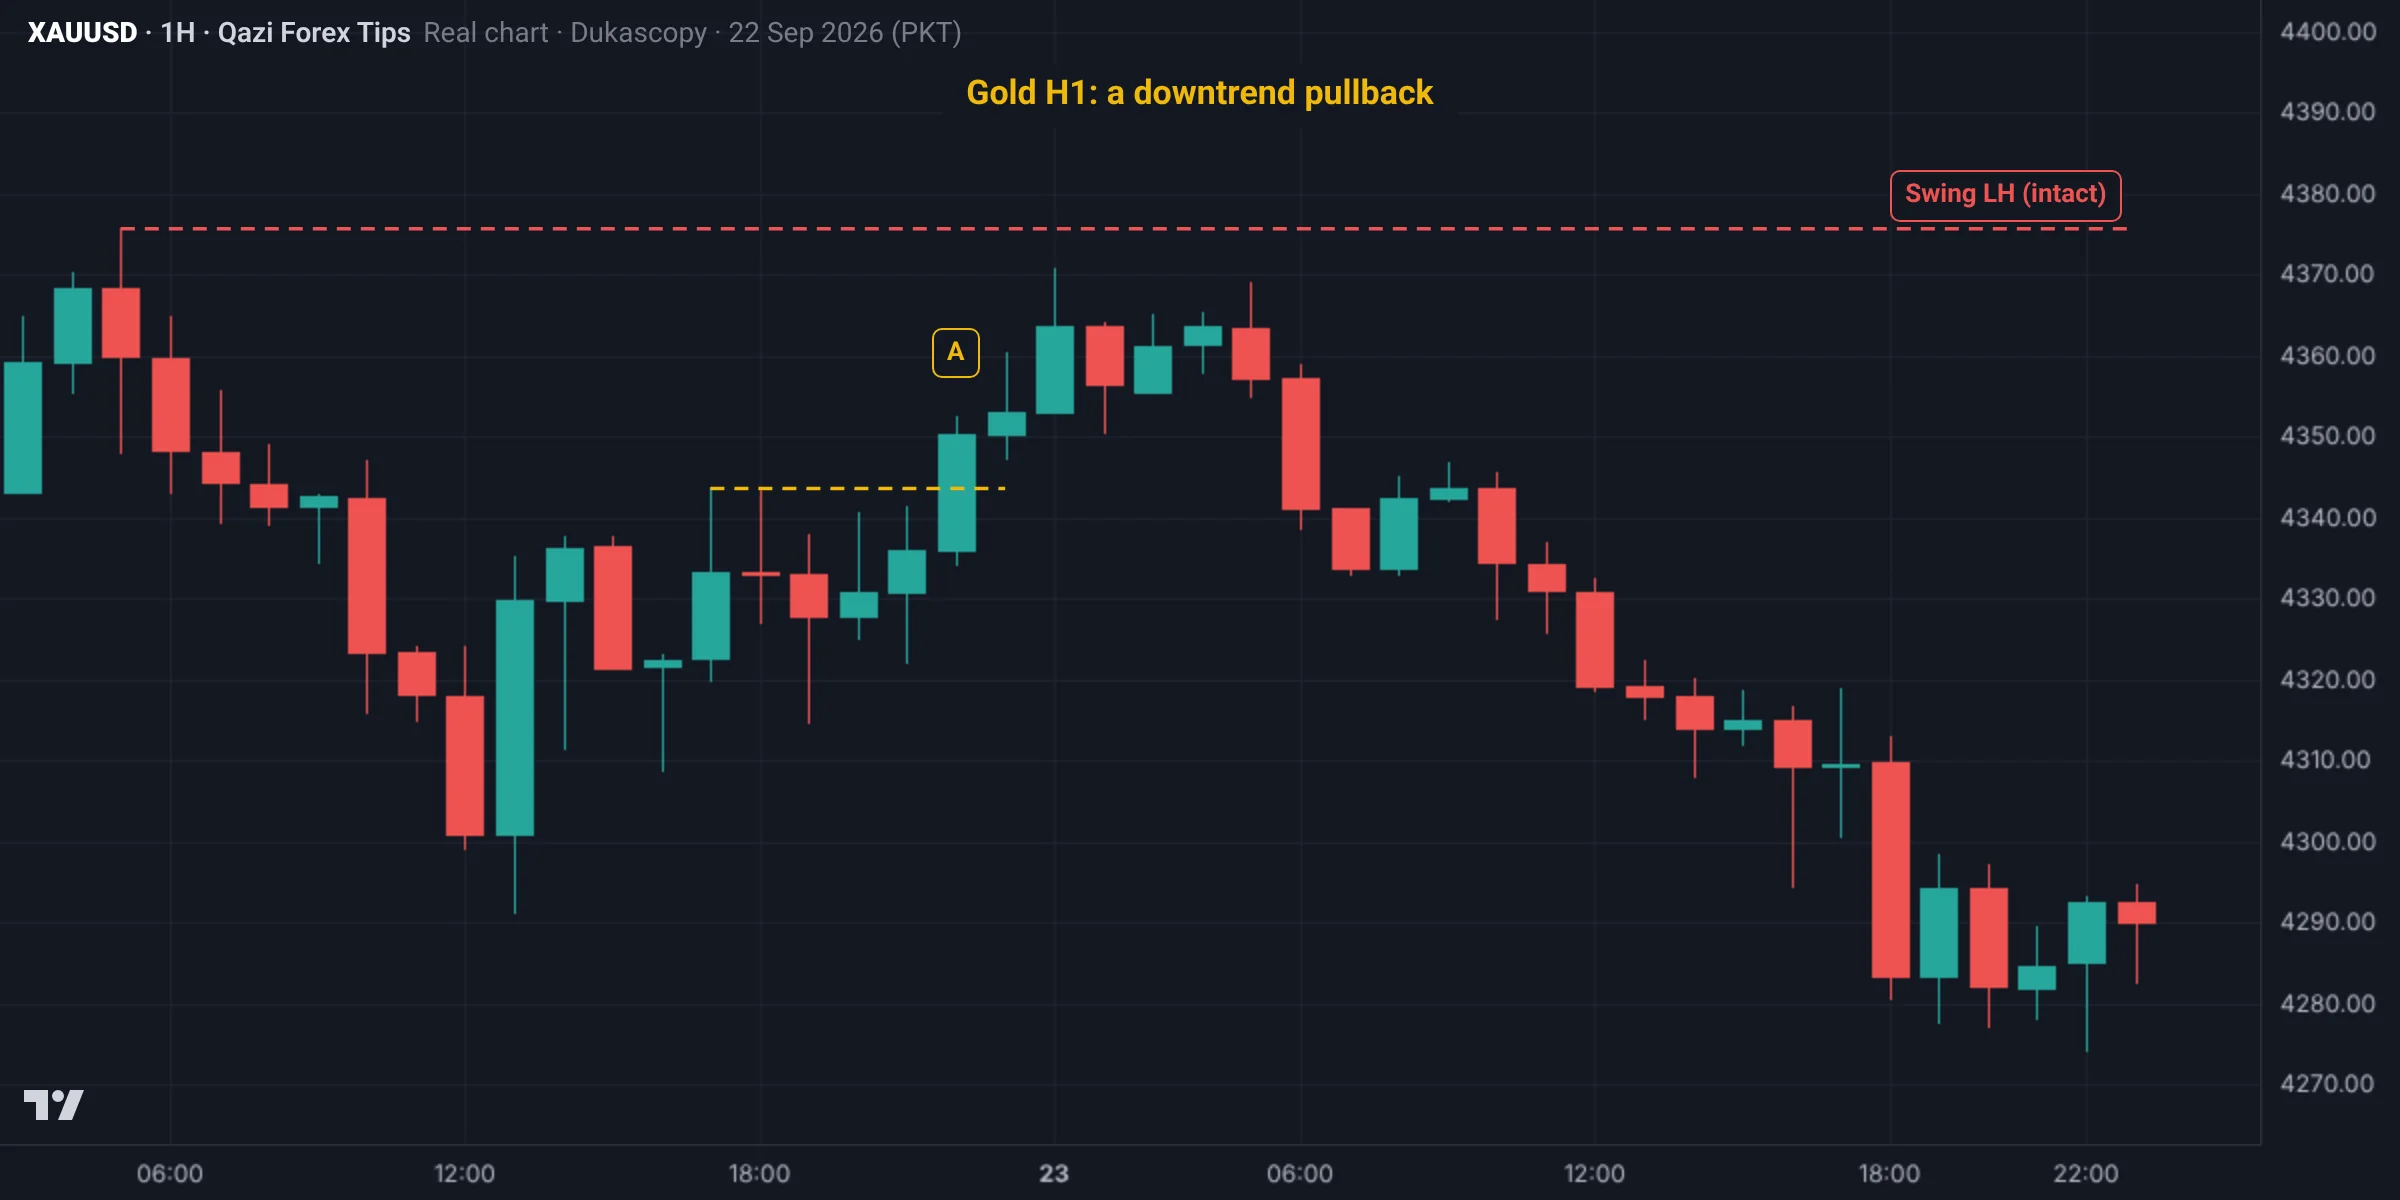 XAUUSD · 1H · Qazi Forex Tips Real chart · Dukascopy · 22 Sep 2026 (PKT)
Gold H1: a downtrend pullback
Swing LH (intact)
A
4400.00
4390.00
4380.00
4370.00
4360.00
4350.00
4340.00
4330.00
4320.00
4310.00
4300.00
4290.00
4280.00
4270.00
06:00 12:00 18:00 23 06:00 12:00 18:00 22:00